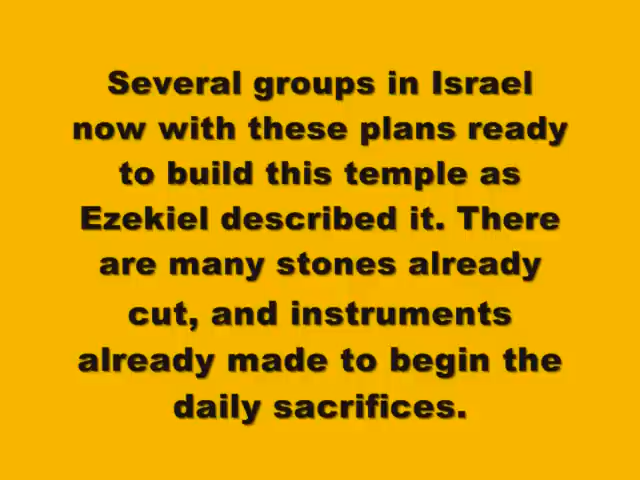 Several groups in Israel
now with these plans ready
to build this temple as
Ezekiel described it. There
are many stones already
cut, and instruments
already made to begin the
daily sacrifices.